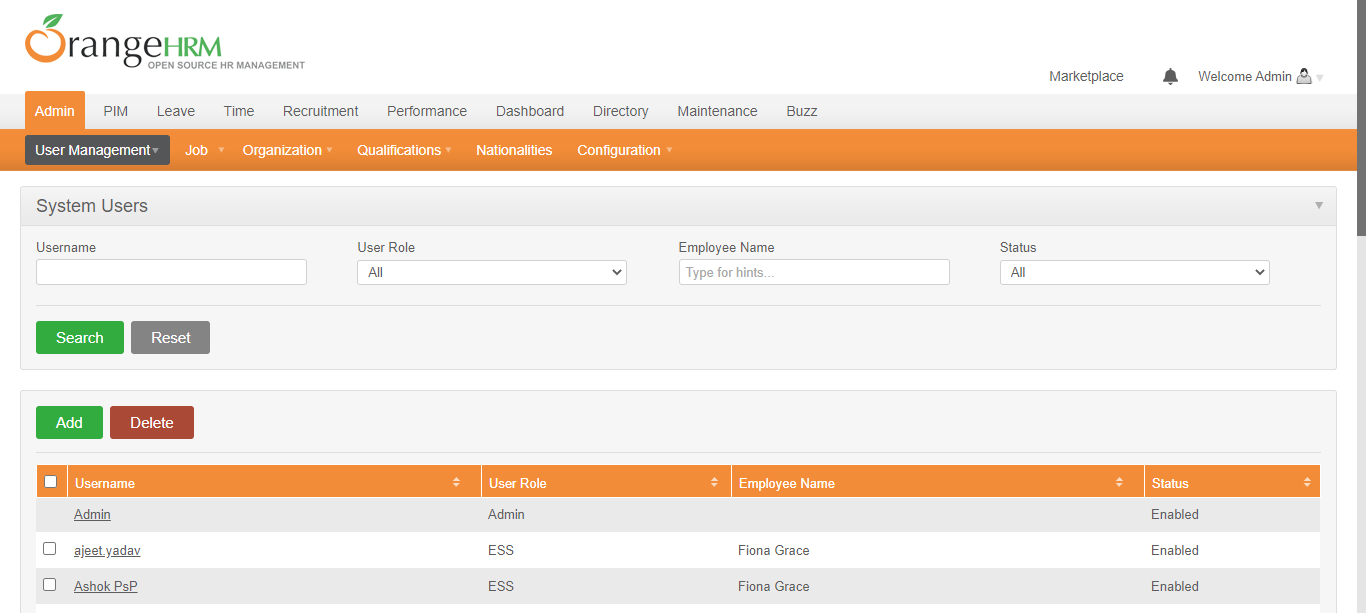 OrangeHRM
OPEN SOURCE HR MANAGEMENT
Marketplace Welcome Admin
Admin PIM Leave Time Recruitment Performance Dashboard Directory Maintenance Buzz
User Management Job Organization Qualifications Nationalities Configuration
System Users
Username User Role Employee Name Status
All Type for hints... All
Search Reset
Add Delete
Username User Role Employee Name Status
Admin Admin Enabled
ajeet.yadav ESS Fiona Grace Enabled
Ashok PsP ESS Fiona Grace Enabled